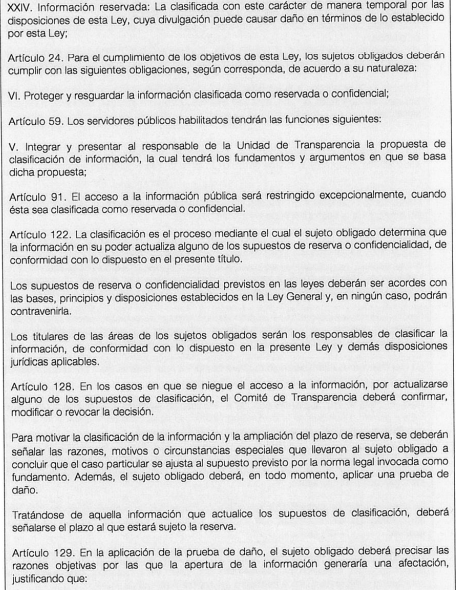 XXIV. Información reservada: La clasificada con este carácter de manera temporal por las
disposiciones de esta Ley, cuya divulgación puede causar daño en términos de lo establecido
por esta Ley;
Artículo 24. Para el cumplimiento de los objetivos de esta Ley, los sujetos obligados deberán
cumplir con las siguientes obligaciones, según corresponda, de acuerdo a su naturaleza:
VI. Proteger y resguardar la información clasificada como reservada o confidencial;
Artículo 59. Los servidores públicos habilitados tendrán las funciones siguientes:
V. Integrar y presentar al responsable de la Unidad de Transparencia la propuesta de
clasificación de información, la cual tendrá los fundamentos y argumentos en que se basa
dicha propuesta;
Artículo 91. El acceso a la información pública será restringido excepcionalmente, cuando
ésta sea clasificada como reservada o confidencial.
Artículo 122. La clasificación es el proceso mediante el cual el sujeto obligado determina que
la información en su poder actualiza alguno de los supuestos de reserva o confidencialidad, de
conformidad con lo dispuesto en el presente título.
Los supuestos de reserva o confidencialidad previstos en las leyes deberán ser acordes con
las bases, principios y disposiciones establecidos en la Ley General y, en ningún caso, podrán
contravenirla.
Los titulares de las áreas de los sujetos obligados serán los responsables de clasificar la
información, de conformidad con lo dispuesto en la presente Ley y demás disposiciones
jurídicas aplicables.
Artículo 128. En los casos en que se niegue el acceso a la información, por actualizarse
alguno de los supuestos de clasificación, el Comité de Transparencia deberá confirmar,
modificar o revocar la decisión.
Para motivar la clasificación de la información y la ampliación del plazo de reserva, se deberán
señalar las razones, motivos o circunstancias especiales que llevaron al sujeto obligado a
concluir que el caso particular se ajusta al supuesto previsto por la norma legal invocada como
fundamento. Además, el sujeto obligado deberá, en todo momento, aplicar una prueba de
daño.
Tratándose de aquella información que actualice los supuestos de clasificación, deberá
señalarse el plazo al que estará sujeto la reserva.
Artículo 129. En la aplicación de la prueba de daño, el sujeto obligado deberá precisar las
razones objetivas por las que la apertura de la información generaría una afectación,
justificando que: